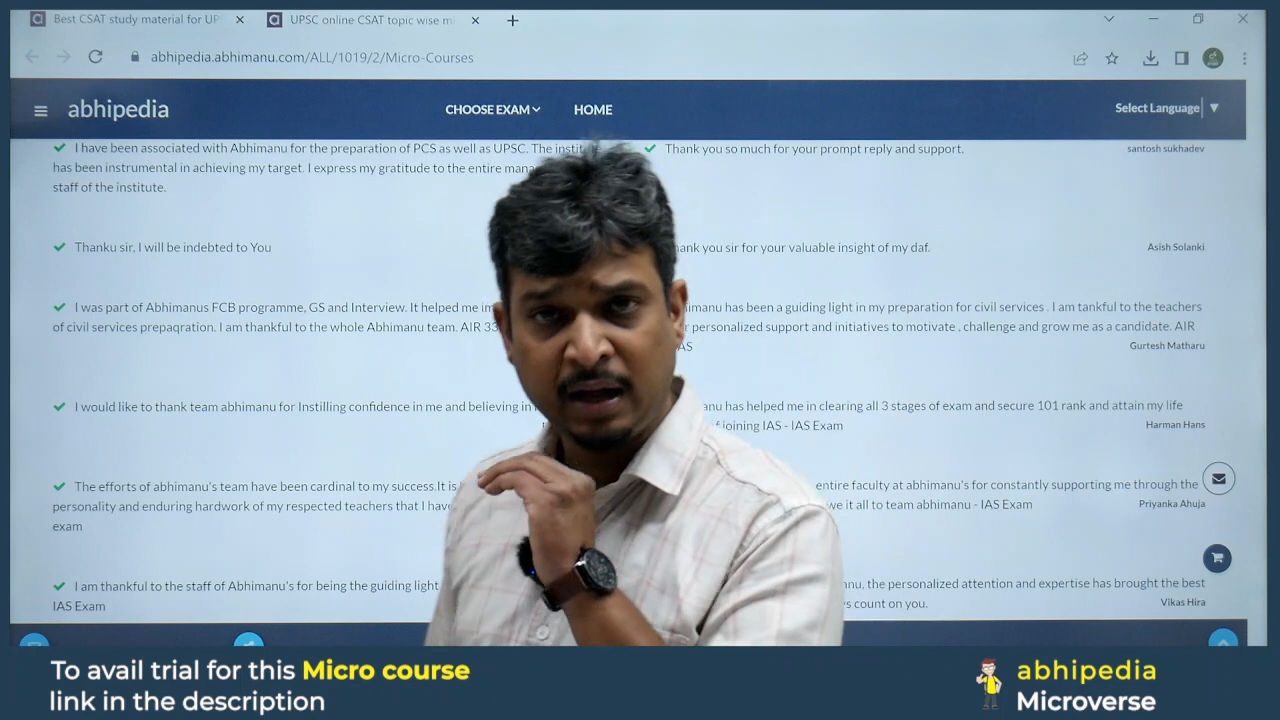 Best CSAT study material for UP
UPSC online CSAT topic wise m
abhipedia.abhimanu.com/ALL/1019/2/Micro-Courses
abhipedia
CHOOSE EXAM
HOME
Select Language
I have been associated with Abhimanu for the preparation of PCS as well as UPSC. The
has been instrumental in achieving my target. I express my gratitude to the entire
staff of the institute.
Thank you so much for your prompt reply and support.
santosh sukhadev
Thanku sir, I will be indebted to You
you sir for your valuable insight of my daf.
Asish Solanki
I was part of Abhimanus FCB programme, GS and Interview. It helped me
of civil services prepaqration. I am thankful to the whole Abhimanu team. AIR 33
has been a guiding light in my preparation for civil services . I am tankful to the teachers
personalized support and initiatives to motivate , challenge and grow me as a candidate. AIR
Gurtesh Matharu
I would like to thank team abhimanu for Instilling confidence in me and believing in
has helped me in clearing all 3 stages of exam and secure 101 rank and attain my life
joining IAS - IAS Exam
Harman Hans
The efforts of abhimanu's team have been cardinal to my success.It is
personality and enduring hardwork of my respected teachers that I have
exam
entire faculty at abhimanu's for constantly supporting me through the
we it all to team abhimanu - IAS Exam
Priyanka Ahuja
I am thankful to the staff of Abhimanu's for being the guiding light
IAS Exam
the personalized attention and expertise has brought the best
count on you.
Vikas Hira
To avail trial for this Micro course
link in the description
abhipedia
Microverse